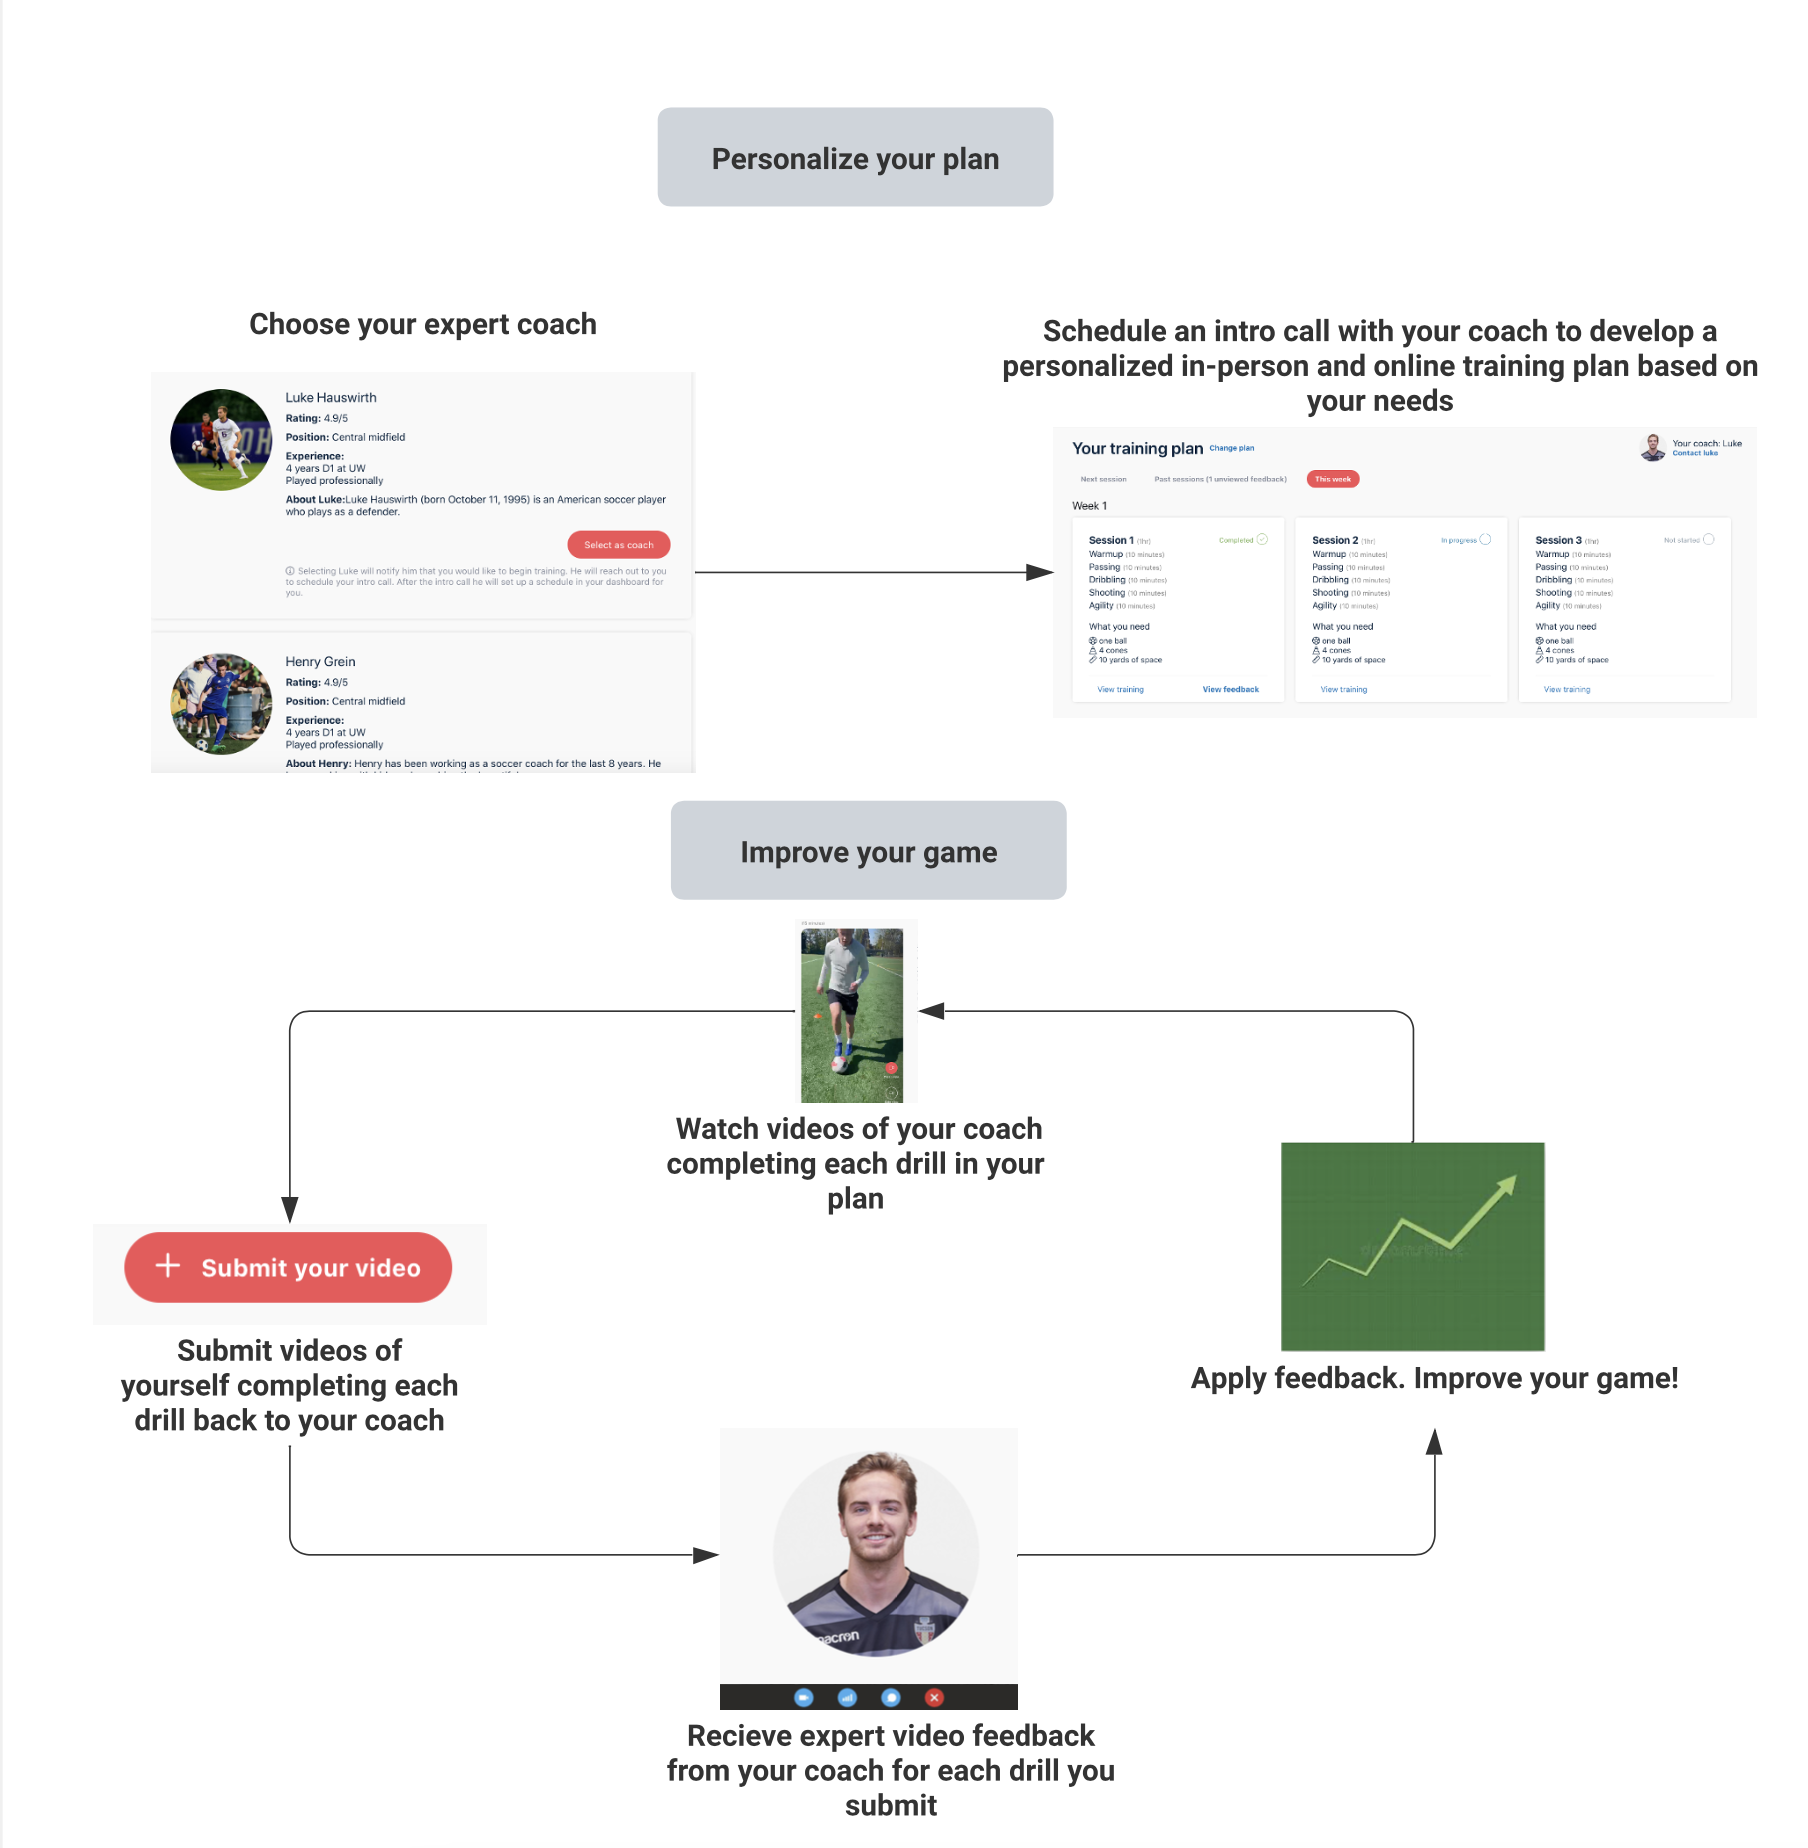 Personalize your plan
Choose your expert coach
Luke Hauswirth
Rating: 4.9/5
Position: Central midfield
Experience:
4 years D1 at UW
Played professionally
About Luke:Luke Hauswirth (born October 11, 1995) is an American soccer player
who plays as a defender.
Select as coach
Selecting Luke will notify him that you would like to begin training. He will reach out to you
to schedule your intro call. After the intro call he will set up a schedule in your dashboard for
you.
Henry Grein
Rating: 4.9/5
Position: Central midfield
Experience:
4 years D1 at UW
Played professionally
About Henry: Henry has been working as a soccer coach for the last 8 years. He
Schedule an intro call with your coach to develop a
personalized in-person and online training plan based on
your needs
Your training plan Change plan
Your coach: Luke
Contact luke
Next session Past sessions (1 unviewed feedback) This week
Week 1
Session 1 (1hr) Completed
Warmup (10 minutes)
Passing (10 minutes)
Dribbling (10 minutes)
Shooting (10 minutes)
Agility (10 minutes)
What you need
one ball
4 cones
10 yards of space
View training View feedback
Session 2 (1hr) In progress
Warmup (10 minutes)
Passing (10 minutes)
Dribbling (10 minutes)
Shooting (10 minutes)
Agility (10 minutes)
What you need
one ball
4 cones
10 yards of space
View training
Session 3 (1hr) Not started
Warmup (10 minutes)
Passing (10 minutes)
Dribbling (10 minutes)
Shooting (10 minutes)
Agility (10 minutes)
What you need
one ball
4 cones
10 yards of space
View training
Improve your game
Watch videos of your coach
completing each drill in your
plan
+ Submit your video
Submit videos of
yourself completing each
drill back to your coach
dreamstime
Apply feedback. Improve your game!
macron
Recieve expert video feedback
from your coach for each drill you
submit